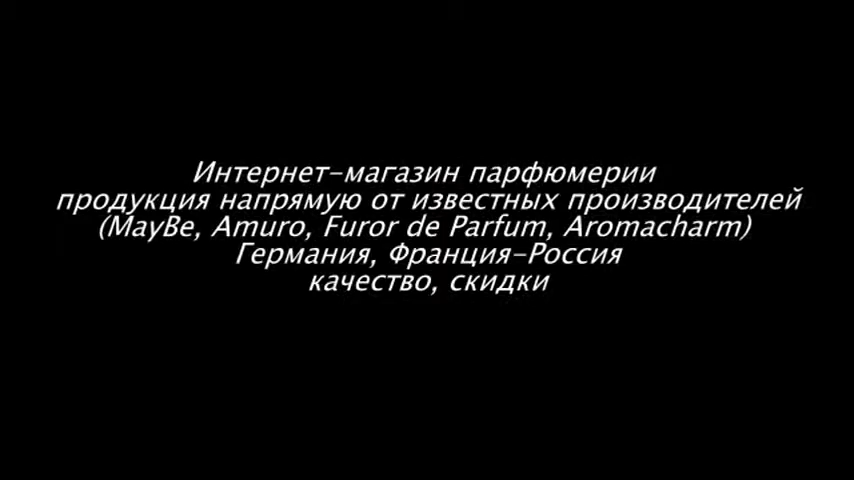 Интернет-магазин парфюмерии
продукция напрямую от известных производителей
(MayBe, Amuro, Furor de Parfum, Aromacharm)
Германия, Франция-Россия
качество, скидки